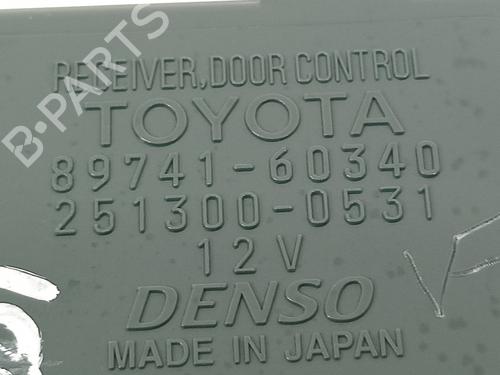 B-PARTS
RECEIVER, DOOR CONTROL
TOYOTA
89741-60340
251300-0531
12V
DENSO
MADE IN JAPAN